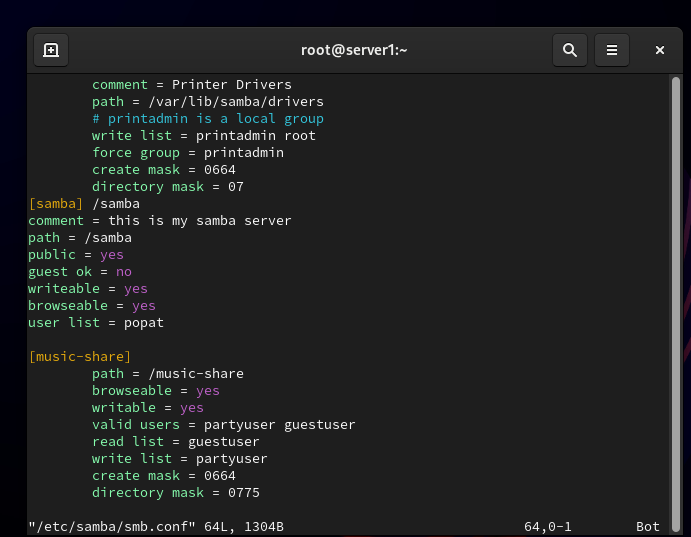 root@server1:~
comment = Printer Drivers
path = /var/lib/samba/drivers
# printadmin is a local group
write list = printadmin root
force group = printadmin
create mask = 0664
directory mask = 07
[samba] /samba
comment = this is my samba server
path = /samba
public = yes
guest ok = no
writeable = yes
browseable = yes
user list = popat
[music-share]
path = /music-share
browseable = yes
writable = yes
valid users = partyuser guestuser
read list = guestuser
write list = partyuser
create mask = 0664
directory mask = 0775
"/etc/samba/smb.conf" 64L, 1304B 64,0-1 Bot